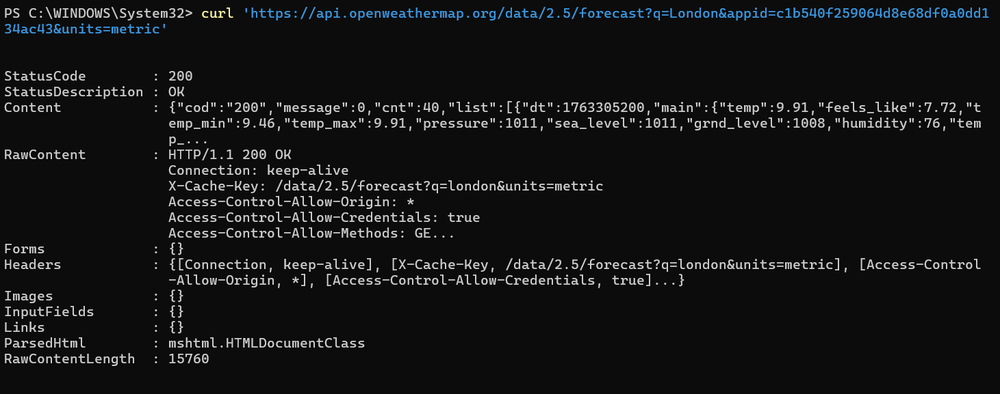 PS C:\WINDOWS\System32> curl 'https://api.openweathermap.org/data/2.5/forecast?q=London&appid=c1b540f259064d8e68df0a0dd1
34ac43&units=metric'
StatusCode        : 200
StatusDescription : OK
Content           : {"cod":"200","message":0,"cnt":40,"list":[{"dt":1763305200,"main":{"temp":9.91,"feels_like":7.72,"t
                    emp_min":9.46,"temp_max":9.91,"pressure":1011,"sea_level":1011,"grnd_level":1008,"humidity":76,"tem
                    p_...
RawContent        : HTTP/1.1 200 OK
                    Connection: keep-alive
                    X-Cache-Key: /data/2.5/forecast?q=london&units=metric
                    Access-Control-Allow-Origin: *
                    Access-Control-Allow-Credentials: true
                    Access-Control-Allow-Methods: GE...
Forms             : {}
Headers           : {[Connection, keep-alive], [X-Cache-Key, /data/2.5/forecast?q=london&units=metric], [Access-Control
                    -Allow-Origin, *], [Access-Control-Allow-Credentials, true]...}
Images            : {}
InputFields       : {}
Links             : {}
ParsedHtml        : mshtml.HTMLDocumentClass
RawContentLength  : 15760